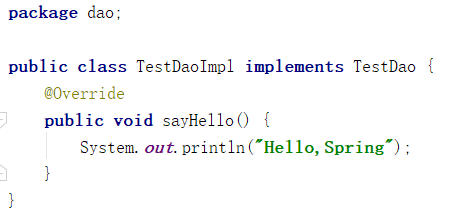 package dao;
public class TestDaoImpl implements TestDao {
@Override
public void sayHello() {
System.out.println("Hello,Spring");
}
}